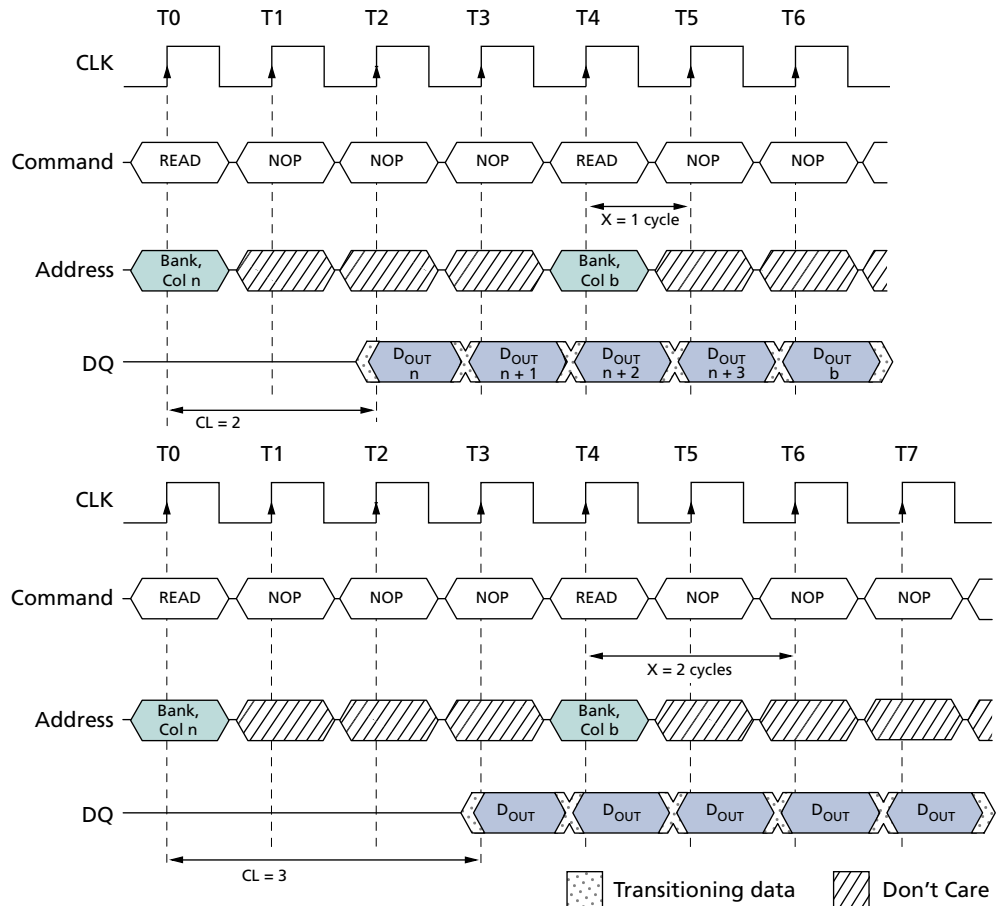 T0 T1 T2 T3 T4 T5 T6
CLK
Command READ NOP NOP NOP READ NOP NOP
X = 1 cycle
Address Bank, Col n Bank, Col b
DQ DOUT n DOUT n + 1 DOUT n + 2 DOUT n + 3 DOUT b
CL = 2
T0 T1 T2 T3 T4 T5 T6 T7
CLK
Command READ NOP NOP NOP READ NOP NOP NOP
X = 2 cycles
Address Bank, Col n Bank, Col b
DQ DOUT DOUT DOUT DOUT DOUT
CL = 3
Transitioning data Don't Care